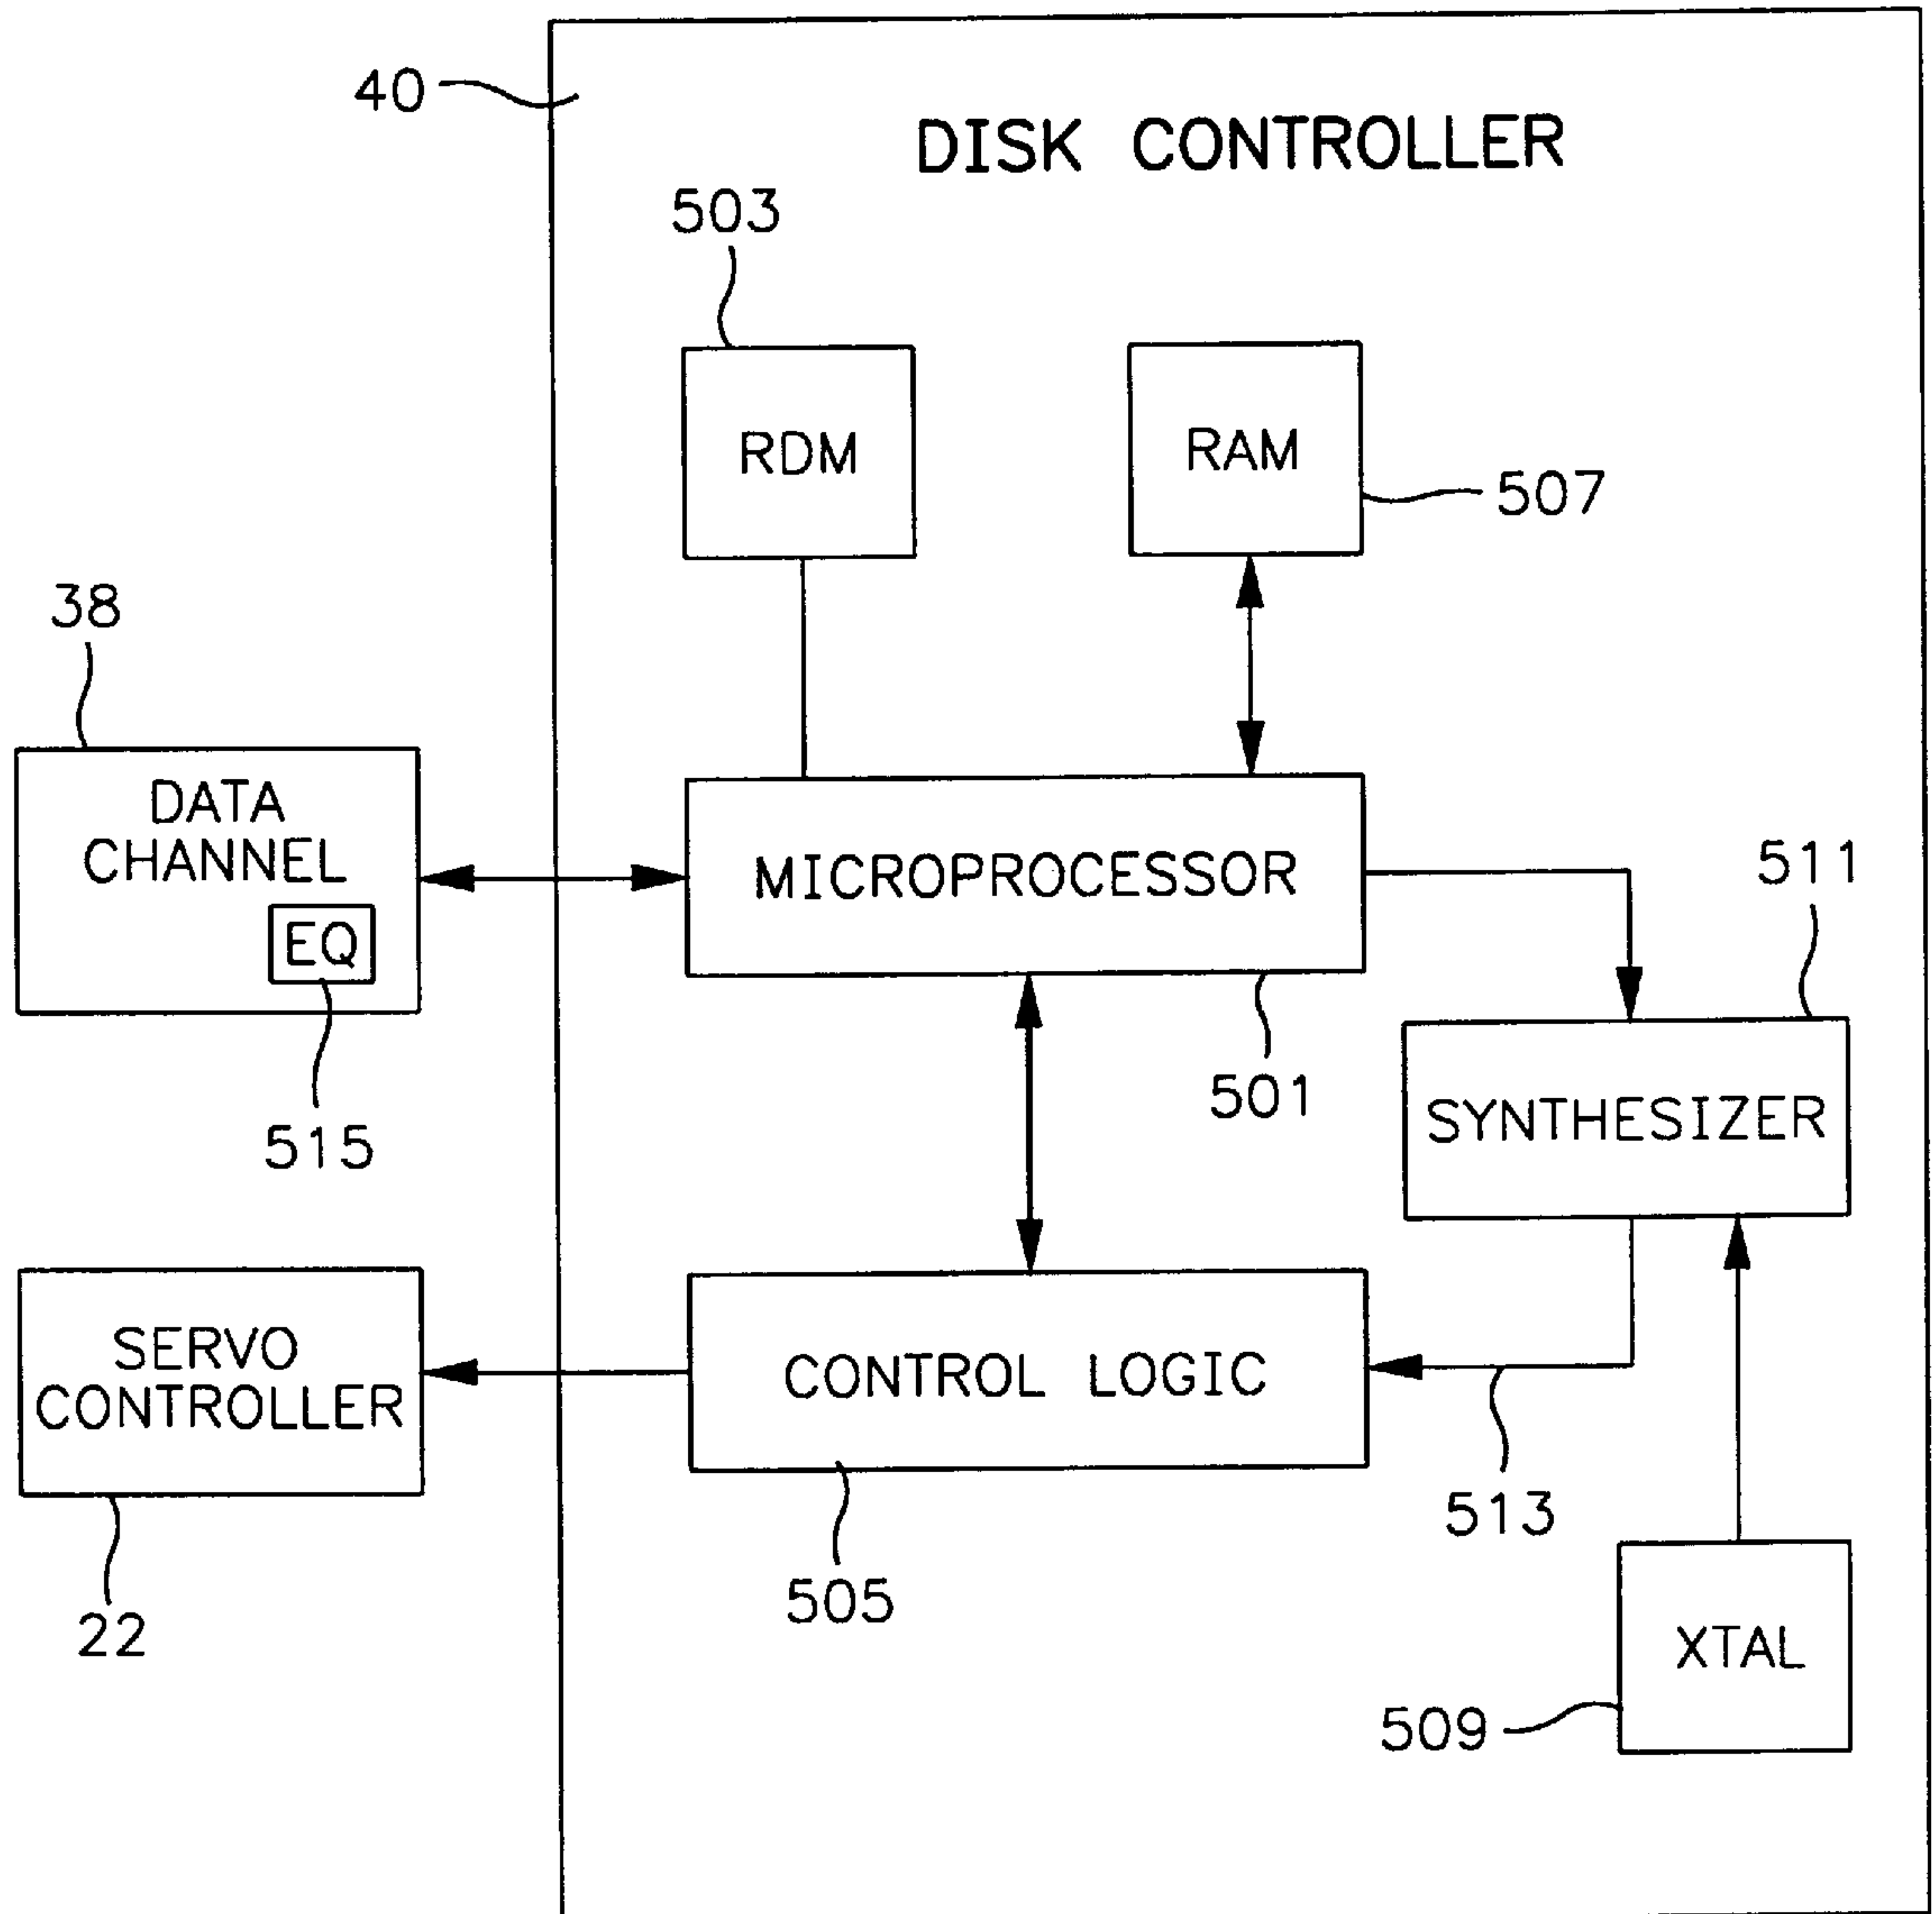 40
DISK CONTROLLER
503
RDM
RAM
507
38
DATA
CHANNEL
EQ
515
MICROPROCESSOR
501
511
SYNTHESIZER
SERVO
CONTROLLER
22
CONTROL LOGIC
505
513
XTAL
509